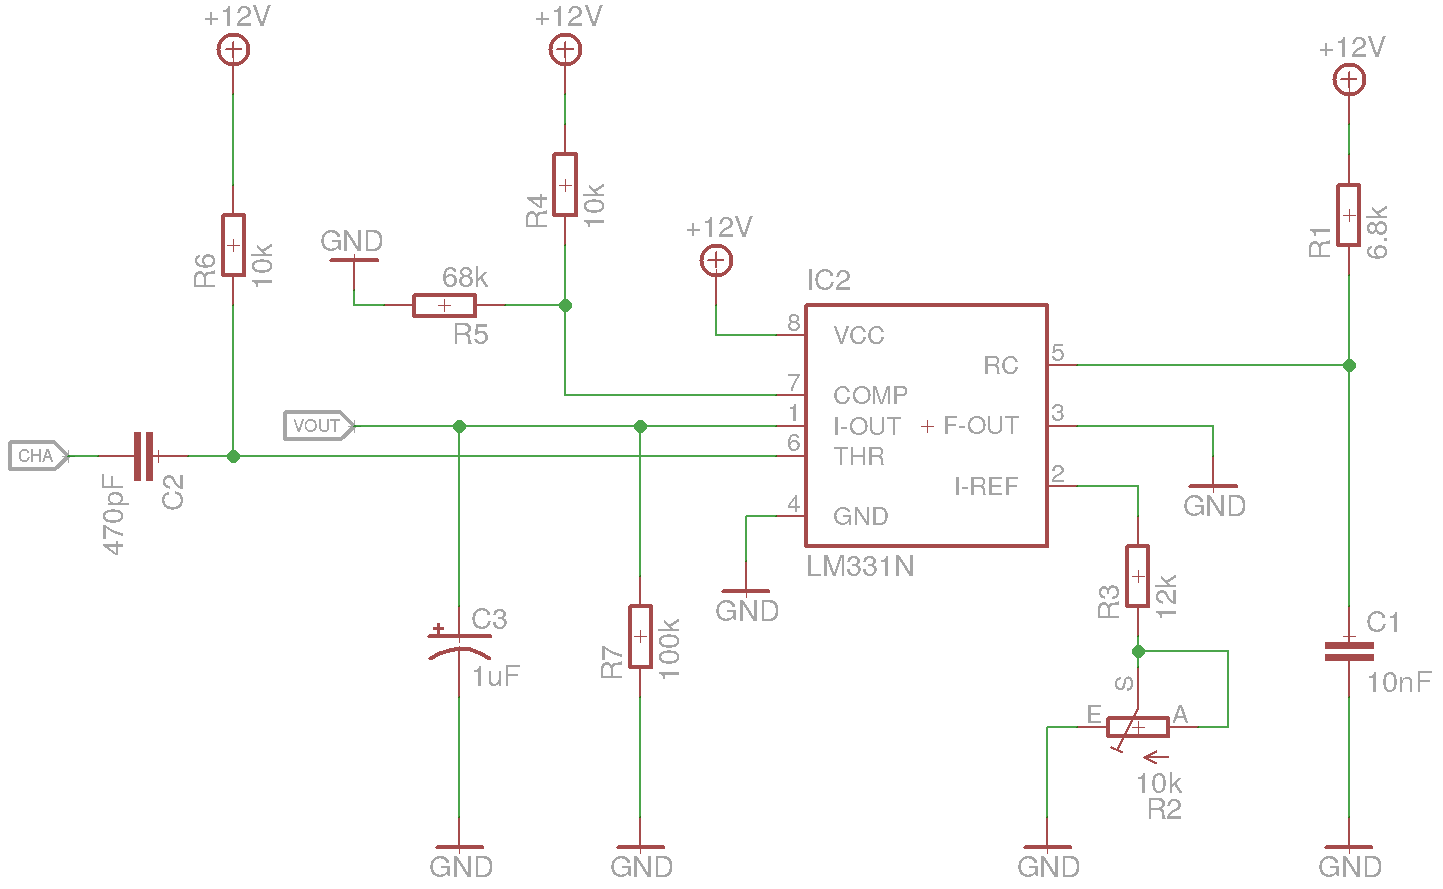 +12V
+12V
+12V
R6
10k
R4
10k
GND
68k
R5
+12V
R1
6.8k
IC2
8
VCC
7
COMP
1
I-OUT
6
THR
4
GND
RC
5
+ F-OUT
3
I-REF
2
LM331N
VOUT
CHA
470pF
C2
GND
GND
R3
12k
C3
+
1uF
R7
100k
C1
10nF
S
E
A
10k
R2
GND
GND
GND
GND